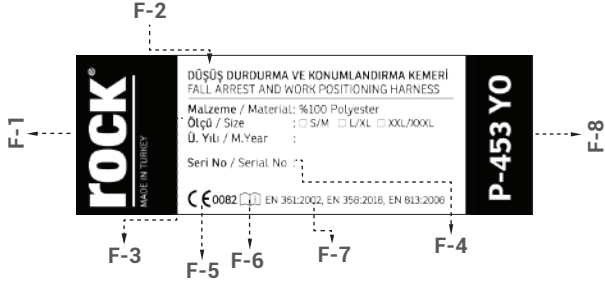 F-2
F-1
rock®
MADE IN TURKEY
DÜŞÜŞ DURDURMA VE KONUMLANDIRMA KEMERİ
FALL ARREST AND WORK POSITIONING HARNESS
Malzeme / Material: %100 Polyester
Ölçü / Size : □ S/M □ L/XL □ XXL/XXXL
Ü. Yılı / M.Year :
Seri No / Serial No :
CE 0082 EN 361:2002, EN 358:2018, EN 813:2008
P-453 YO
F-8
F-3
F-5
F-6
F-7
F-4